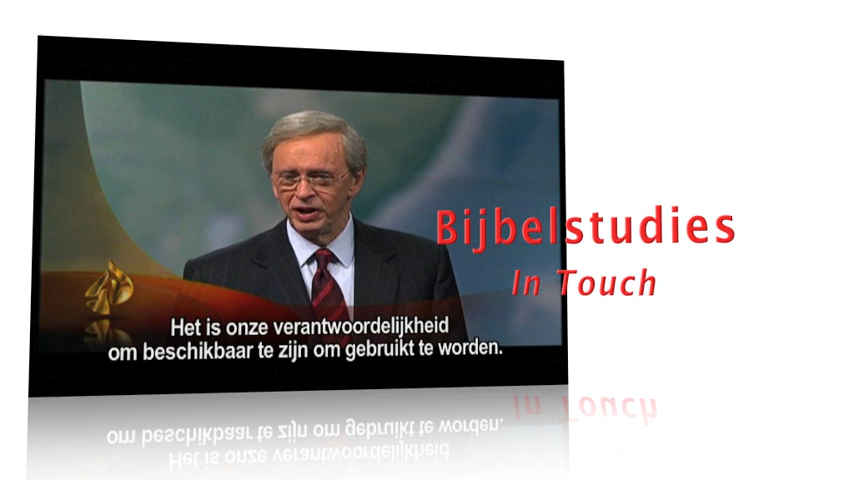 Bijbelstudies
In Touch
Het is onze verantwoordelijkheid
om beschikbaar te zijn om gebruikt te worden.